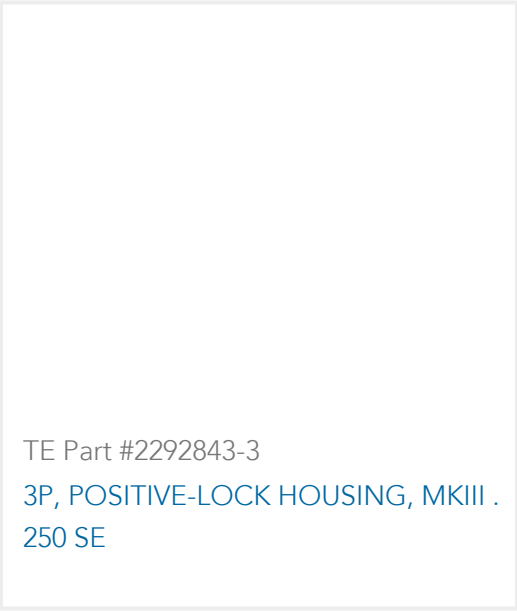 TE Part #2292843-3
3P, POSITIVE-LOCK HOUSING, MKIII .
250 SE